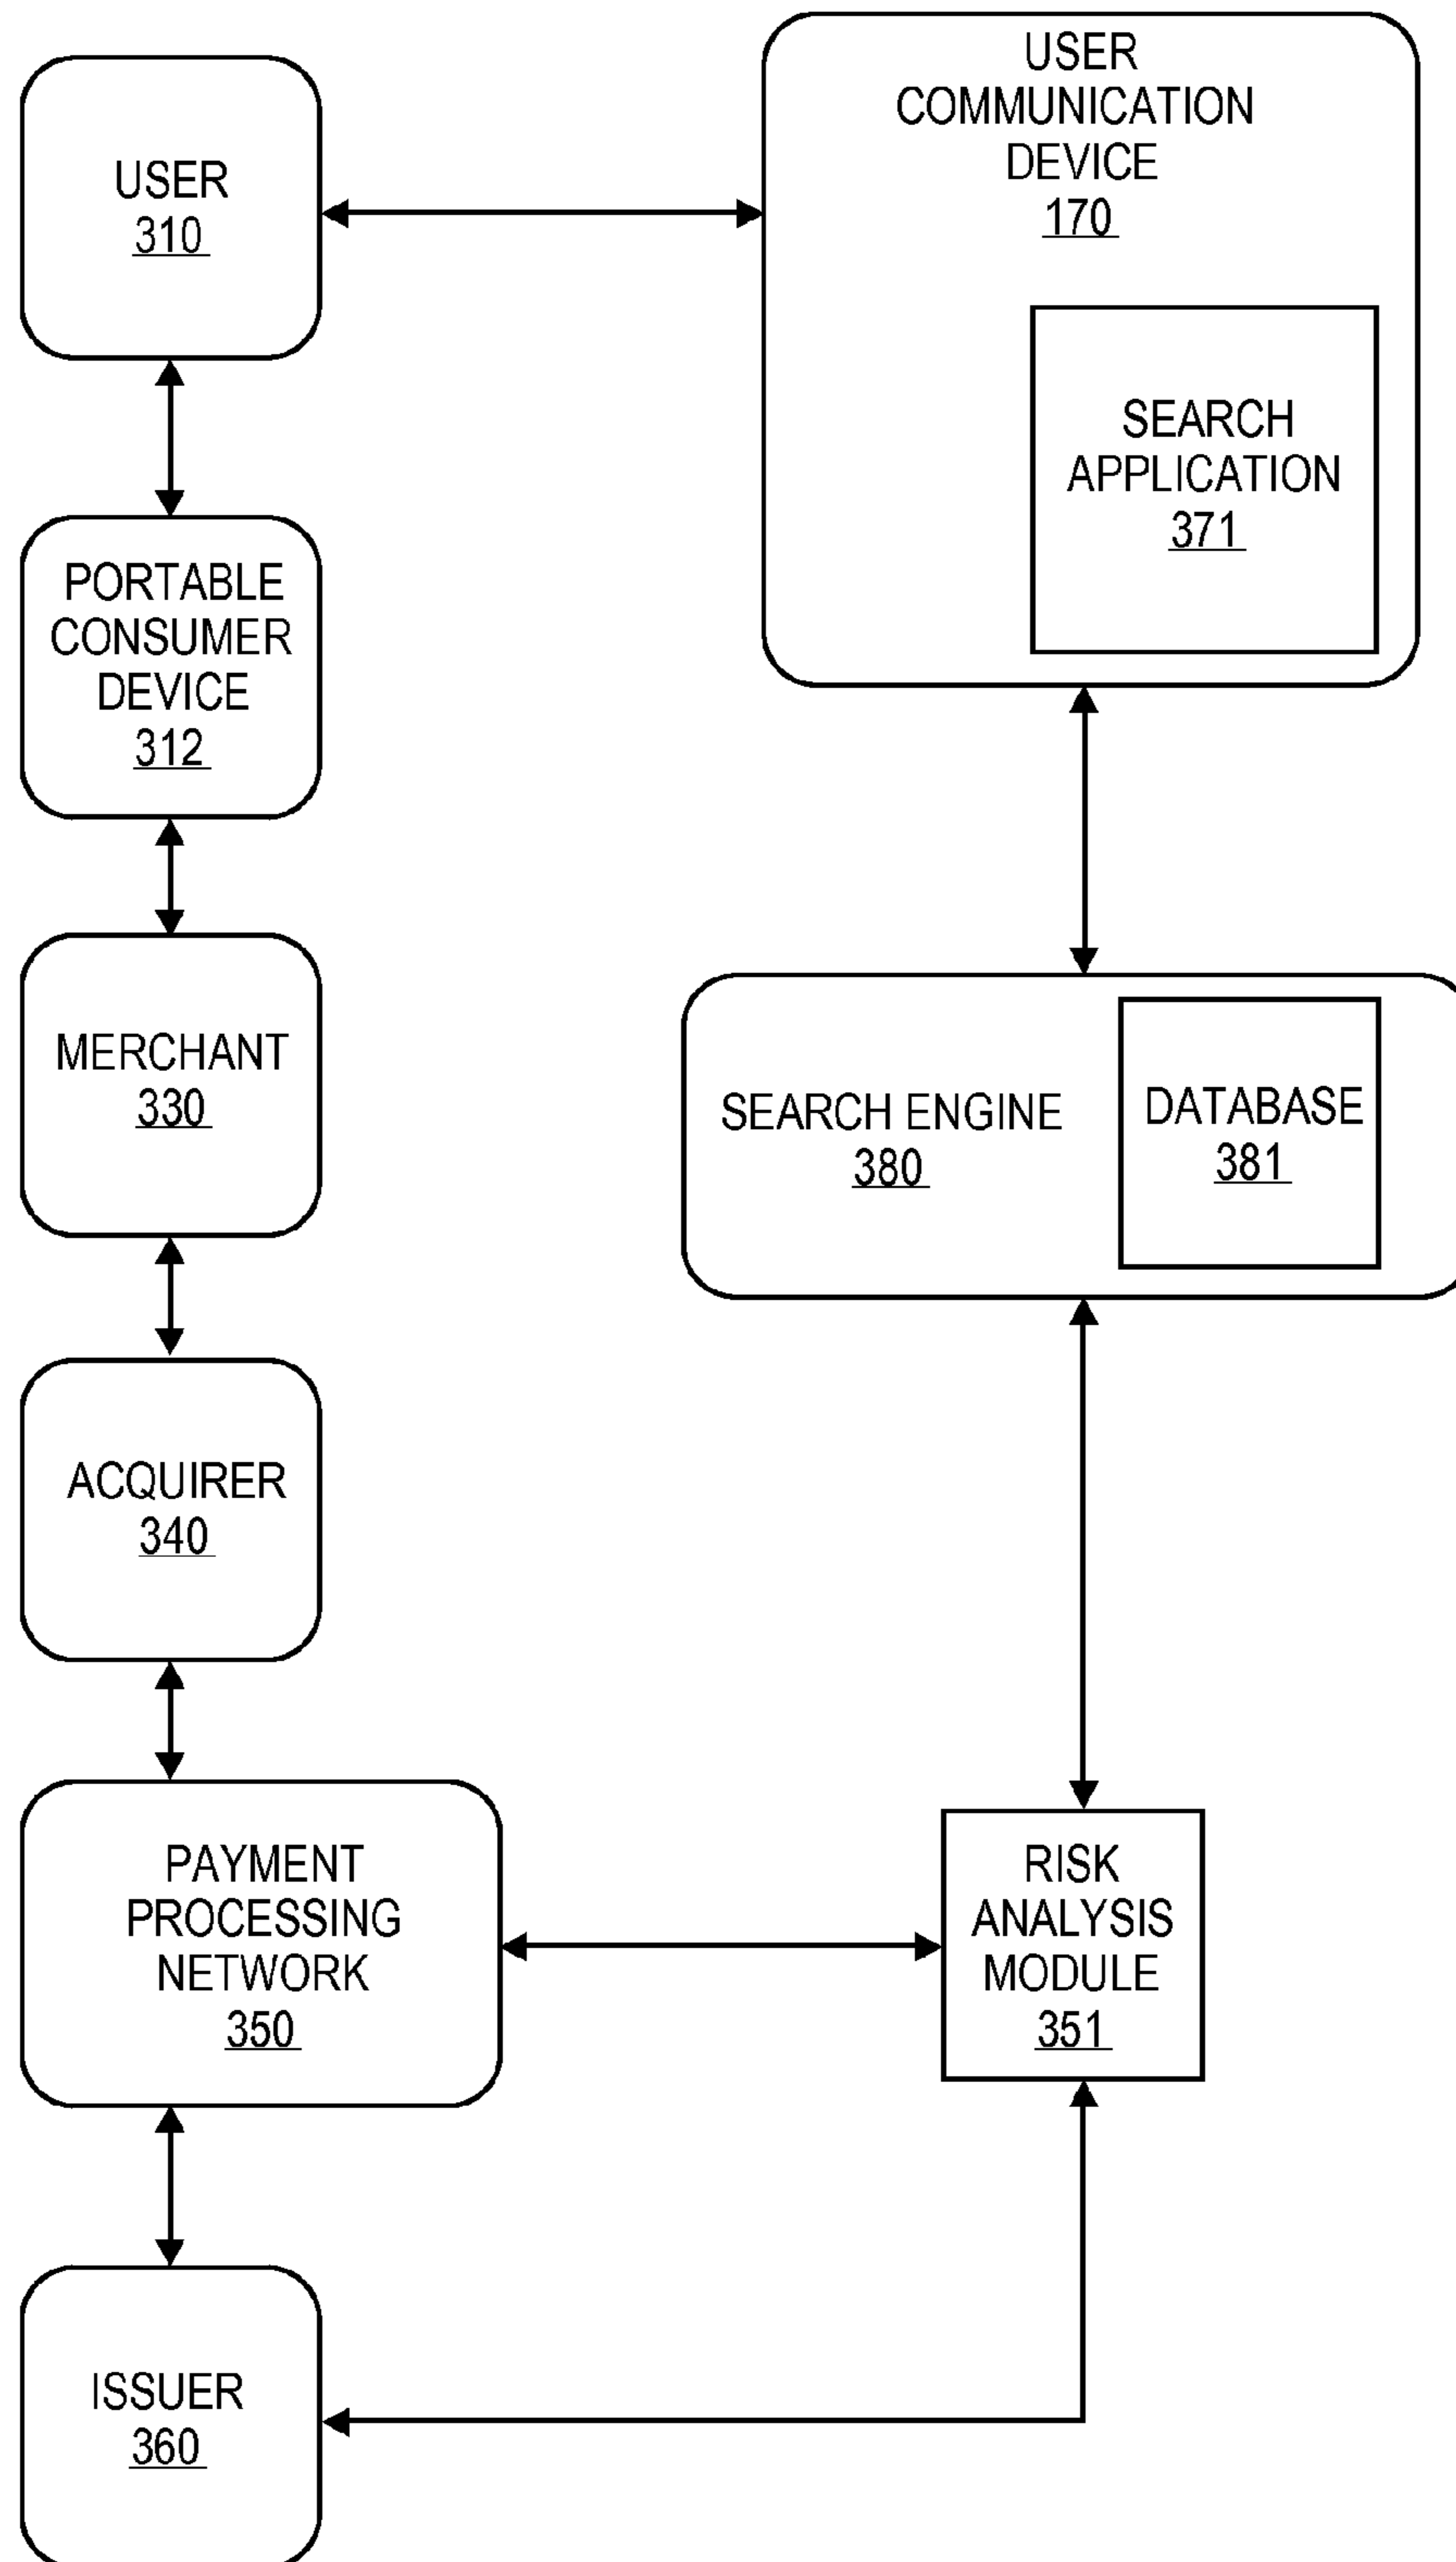 USER
310
USER
COMMUNICATION
DEVICE
170
SEARCH
APPLICATION
371
PORTABLE
CONSUMER
DEVICE
312
MERCHANT
330
SEARCH ENGINE
380
DATABASE
381
ACQUIRER
340
PAYMENT
PROCESSING
NETWORK
350
RISK
ANALYSIS
MODULE
351
ISSUER
360